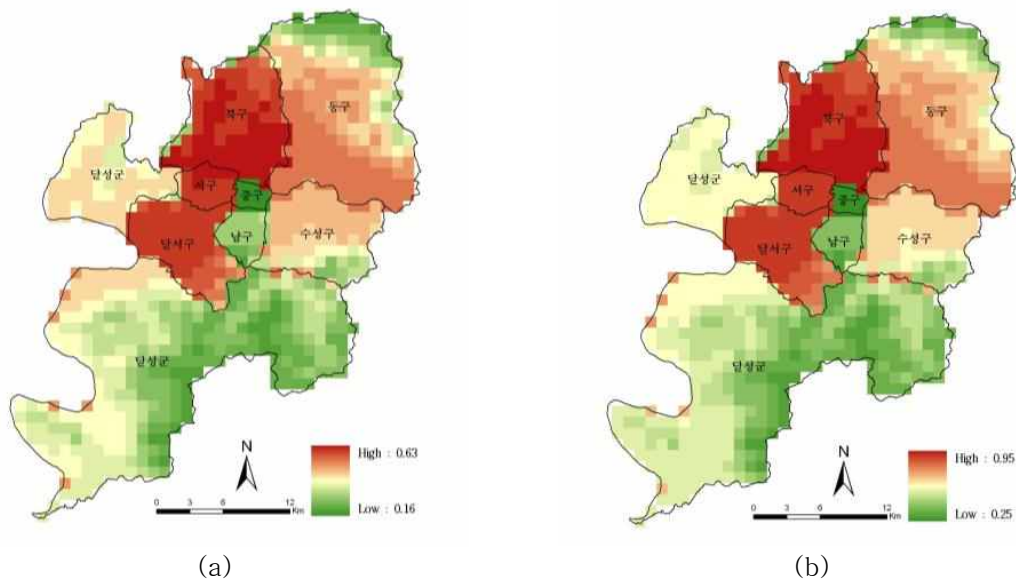 북구
동구
달성군
서구
중구
달서구
남구
수성구
달성군
N
High : 0.63
Low : 0.16
0 3 6 12
Km
(a)
북구
동구
달성군
서구
중구
달서구
남구
수성구
달성군
N
High : 0.95
Low : 0.25
0 3 6 12
Km
(b)